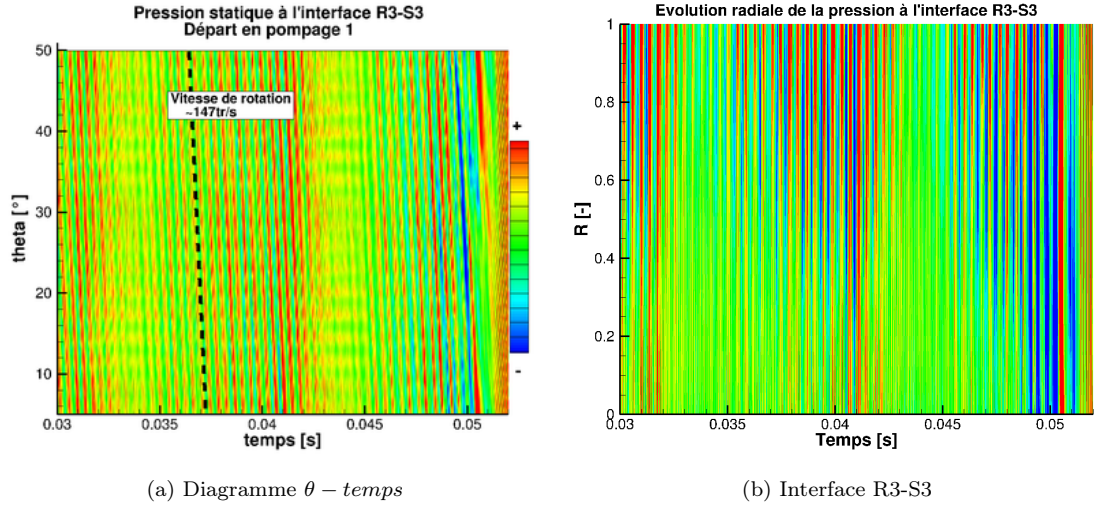 Pression statique à l'interface R3-S3
Départ en pompage 1
50
40
30
20
10
theta [°]
Vitesse de rotation
~147tr/s
0.03
0.035
0.04
0.045
0.05
temps [s]
+
-
(a) Diagramme θ − temps
Evolution radiale de la pression à l'interface R3-S3
1
0.8
0.6
0.4
0.2
0
R [-]
0.03
0.035
0.04
0.045
0.05
Temps [s]
(b) Interface R3-S3